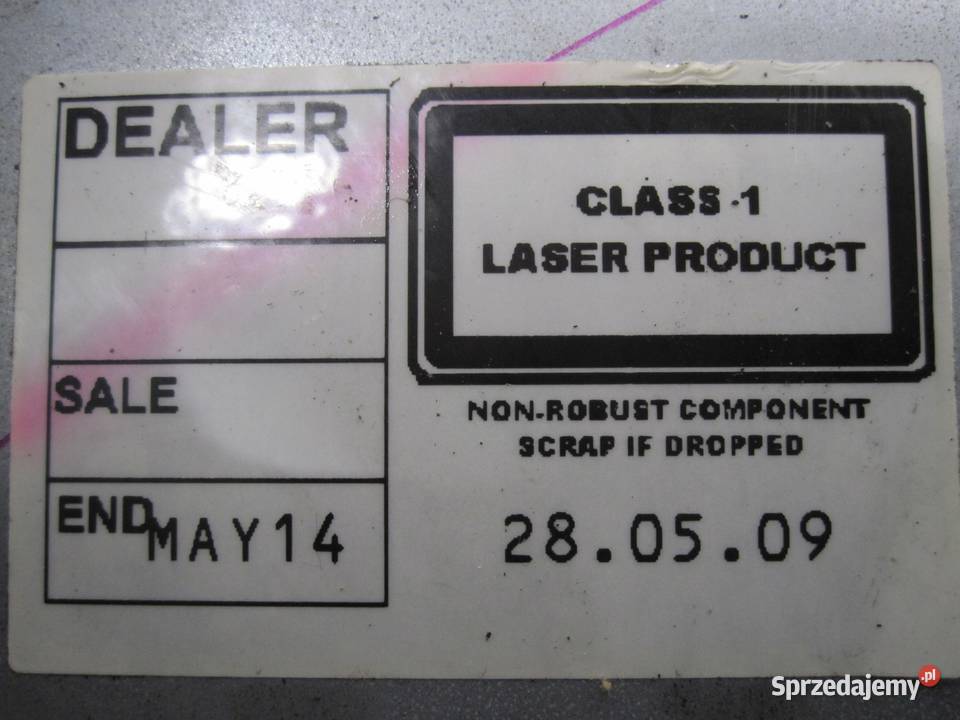 DEALER
SALE
END MAY14
CLASS 1
LASER PRODUCT
NON-ROBUST COMPONENT
SCRAP IF DROPPED
28.05.09
Sprzedajemy.pl